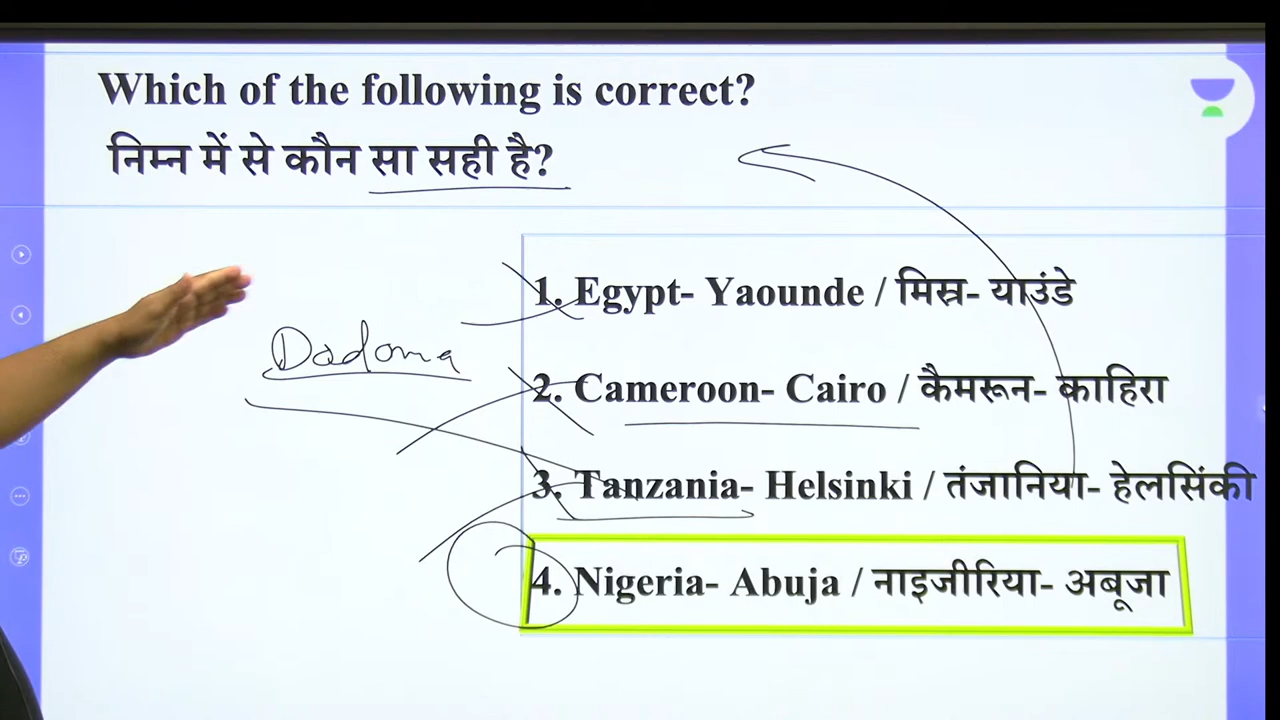 Which of the following is correct?
निम्न में से कौन सा सही है?
1. Egypt- Yaounde / मिस्र- याउंडे
Dadoma
2. Cameroon- Cairo / कैमरून- काहिरा
3. Tanzania- Helsinki / तंजानिया- हेलसिंकी
4. Nigeria- Abuja / नाइजीरिया- अबूजा